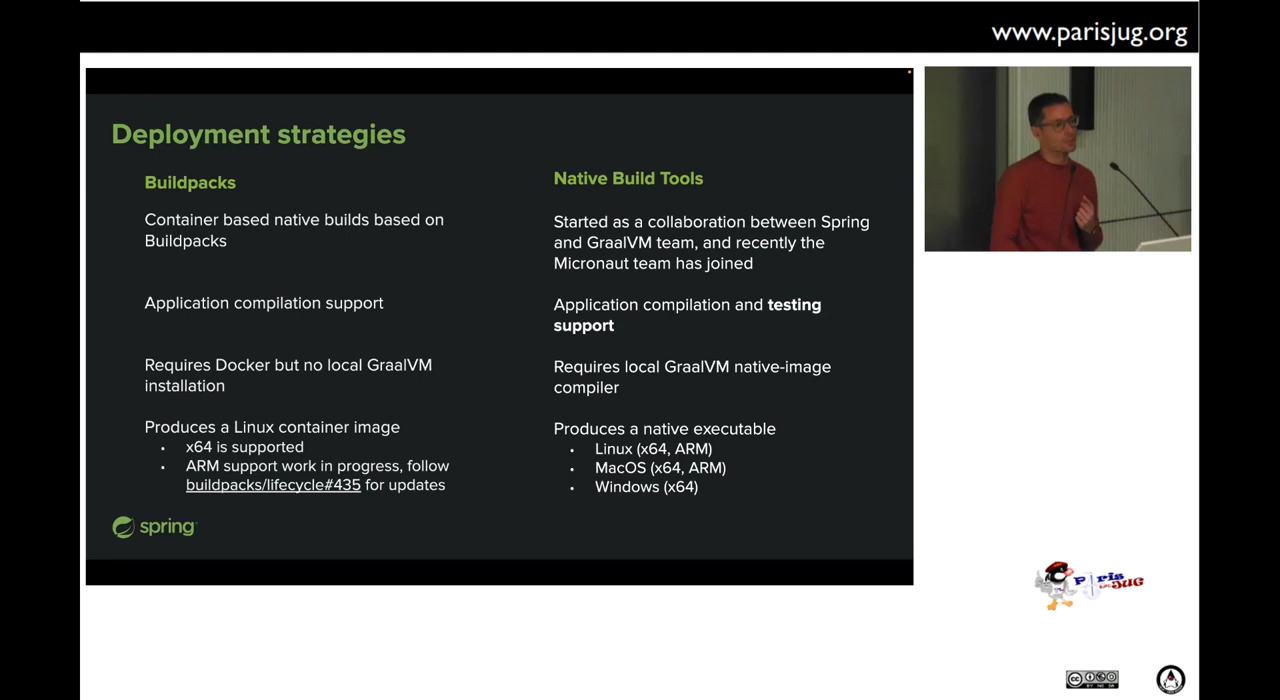 www.parisjug.org
Deployment strategies
Buildpacks
Container based native builds based on
Buildpacks
Application compilation support
Requires Docker but no local GraalVM
installation
Produces a Linux container image
• x64 is supported
• ARM support work in progress, follow
buildpacks/lifecycle#435 for updates
Native Build Tools
Started as a collaboration between Spring
and GraalVM team, and recently the
Micronaut team has joined
Application compilation and testing
support
Requires local GraalVM native-image
compiler
Produces a native executable
• Linux (x64, ARM)
• MacOS (x64, ARM)
• Windows (x64)
spring
Paris
JUG